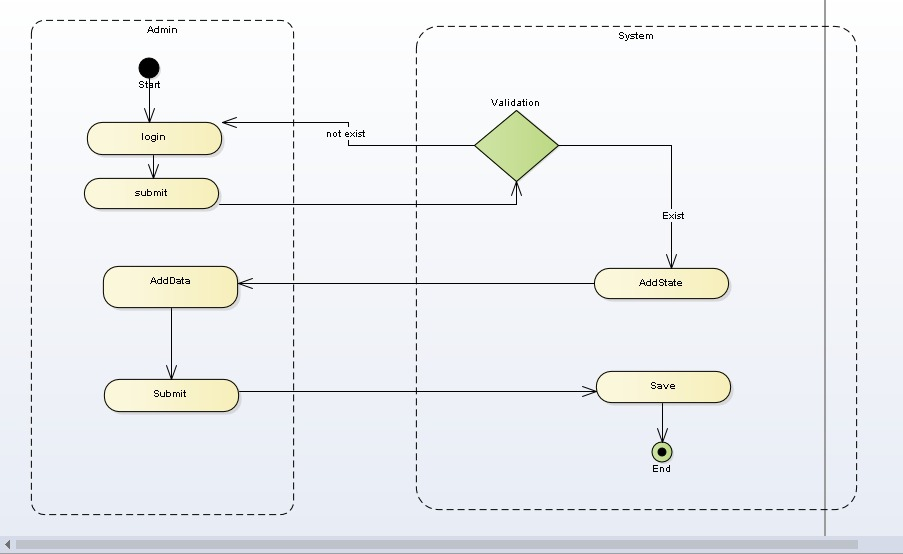 Admin
System
Start
Validation
login
not exist
submit
Exist
AddData
AddState
Submit
Save
End